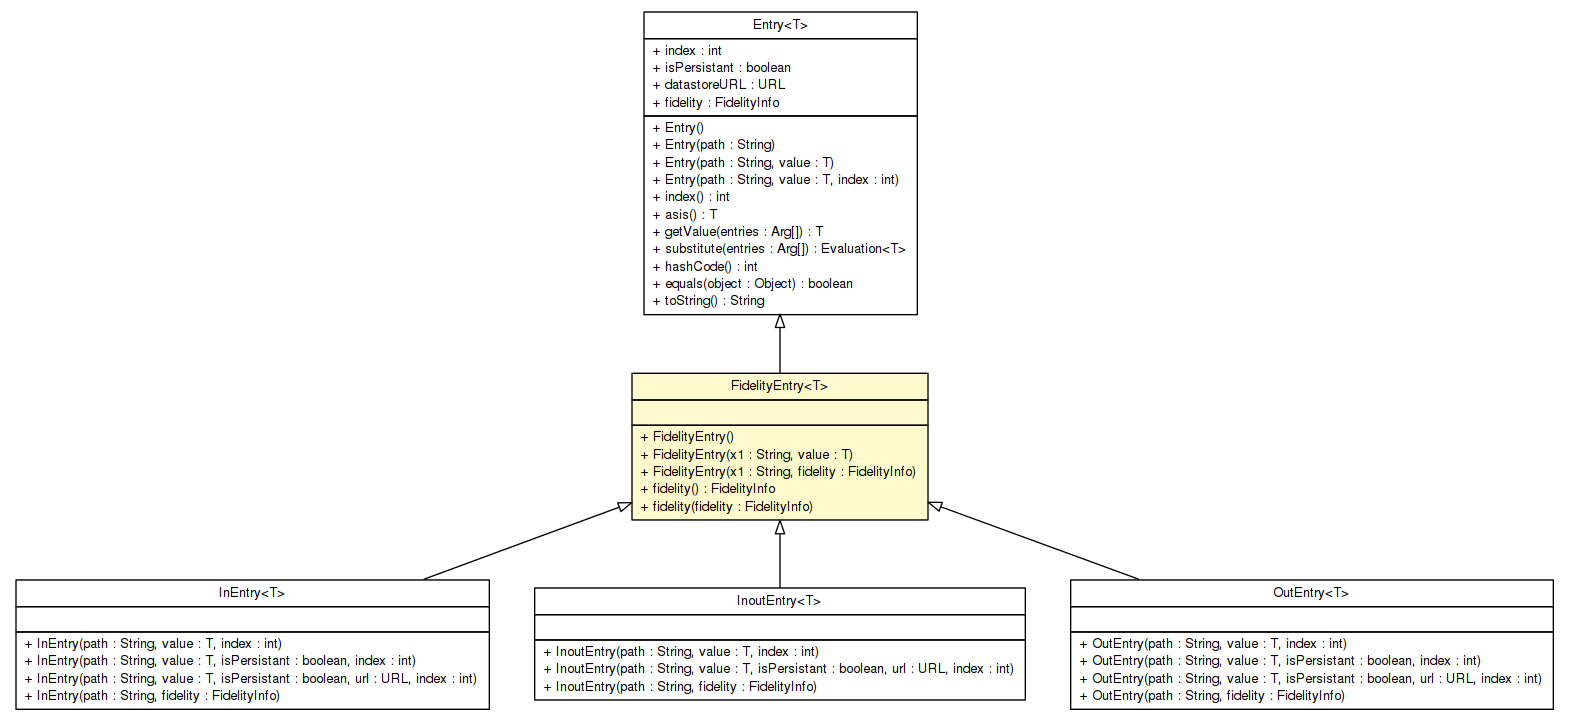 Entry<T>
+ index : int
+ isPersistant : boolean
+ datastoreURL : URL
+ fidelity : FidelityInfo
+ Entry()
+ Entry(path : String)
+ Entry(path : String, value : T)
+ Entry(path : String, value : T, index : int)
+ index() : int
+ asis() : T
+ getValue(entries : Arg[]) : T
+ substitute(entries : Arg[]) : Evaluation<T>
+ hashCode() : int
+ equals(object : Object) : boolean
+ toString() : String
FidelityEntry<T>
+ FidelityEntry()
+ FidelityEntry(x1 : String, value : T)
+ FidelityEntry(x1 : String, fidelity : FidelityInfo)
+ fidelity() : FidelityInfo
+ fidelity(fidelity : FidelityInfo)
InEntry<T>
+ InEntry(path : String, value : T, index : int)
+ InEntry(path : String, value : T, isPersistant : boolean, index : int)
+ InEntry(path : String, value : T, isPersistant : boolean, url : URL, index : int)
+ InEntry(path : String, fidelity : FidelityInfo)
InoutEntry<T>
+ InoutEntry(path : String, value : T, index : int)
+ InoutEntry(path : String, value : T, isPersistant : boolean, url : URL, index : int)
+ InoutEntry(path : String, fidelity : FidelityInfo)
OutEntry<T>
+ OutEntry(path : String, value : T, index : int)
+ OutEntry(path : String, value : T, isPersistant : boolean, index : int)
+ OutEntry(path : String, value : T, isPersistant : boolean, url : URL, index : int)
+ OutEntry(path : String, fidelity : FidelityInfo)